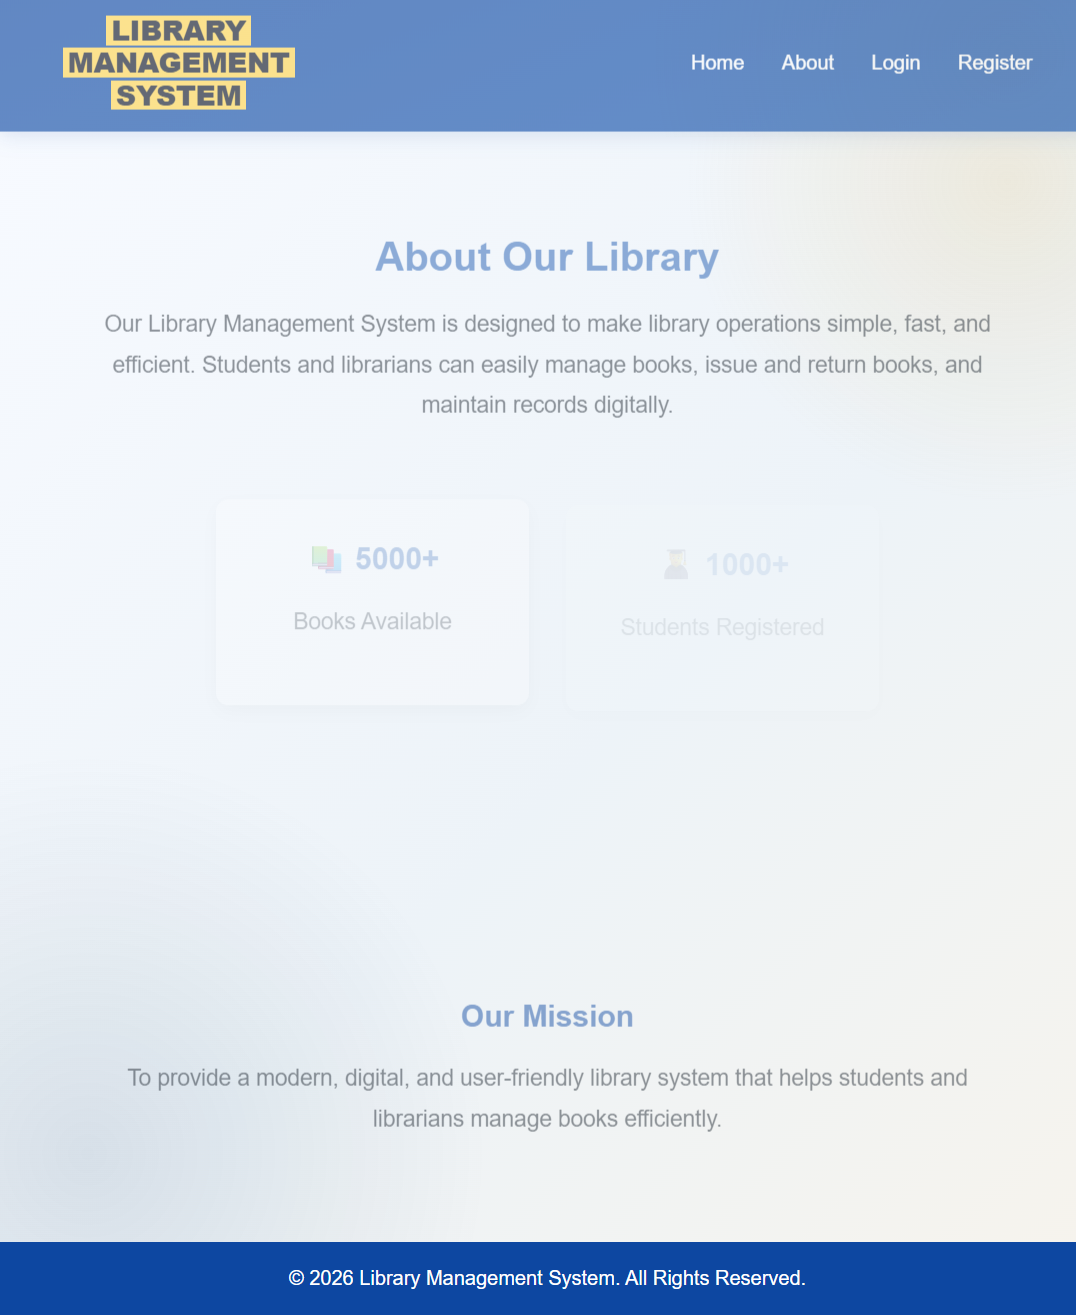 LIBRARY
MANAGEMENT
SYSTEM
Home About Login Register
About Our Library
Our Library Management System is designed to make library operations simple, fast, and
efficient. Students and librarians can easily manage books, issue and return books, and
maintain records digitally.
5000+
Books Available
1000+
Students Registered
Our Mission
To provide a modern, digital, and user-friendly library system that helps students and
librarians manage books efficiently.
© 2026 Library Management System. All Rights Reserved.